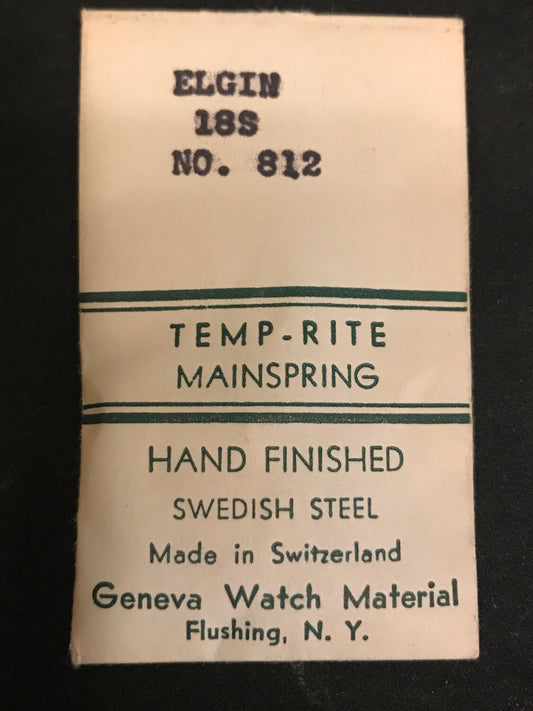 ELGIN
18S
NO. 812
TEMP-RITE
MAINSPRING
HAND FINISHED
SWEDISH STEEL
Made in Switzerland
Geneva Watch Material
Flushing, N. Y.